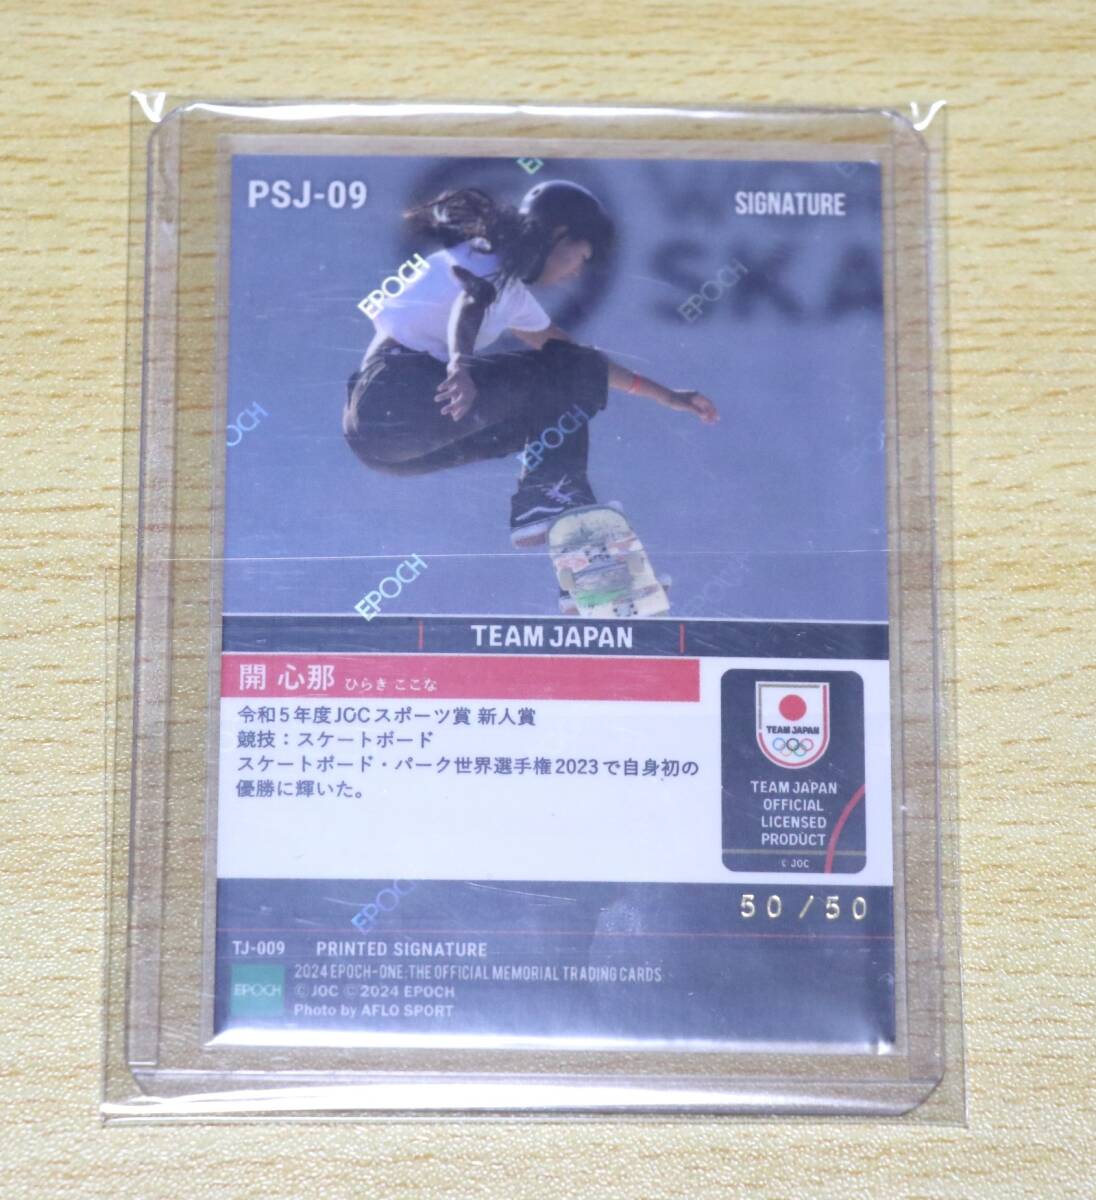 PSJ-09
SIGNATURE
EPOCH
EPOCH
EPOCH
EPOCH
SKA
TEAM JAPAN
開 心那 ひらき ここな
令和5年度JOCスポーツ賞 新人賞
競技：スケートボード
スケートボード・パーク世界選手権2023で自身初の
優勝に輝いた。
TEAM JAPAN
TEAM JAPAN
OFFICIAL
LICENSED
PRODUCT
© JOC
50/50
TJ-009 PRINTED SIGNATURE
EPOCH
2024 EPOCH-ONE:THE OFFICIAL MEMORIAL TRADING CARDS
©JOC ©2024 EPOCH
Photo by AFLO SPORT